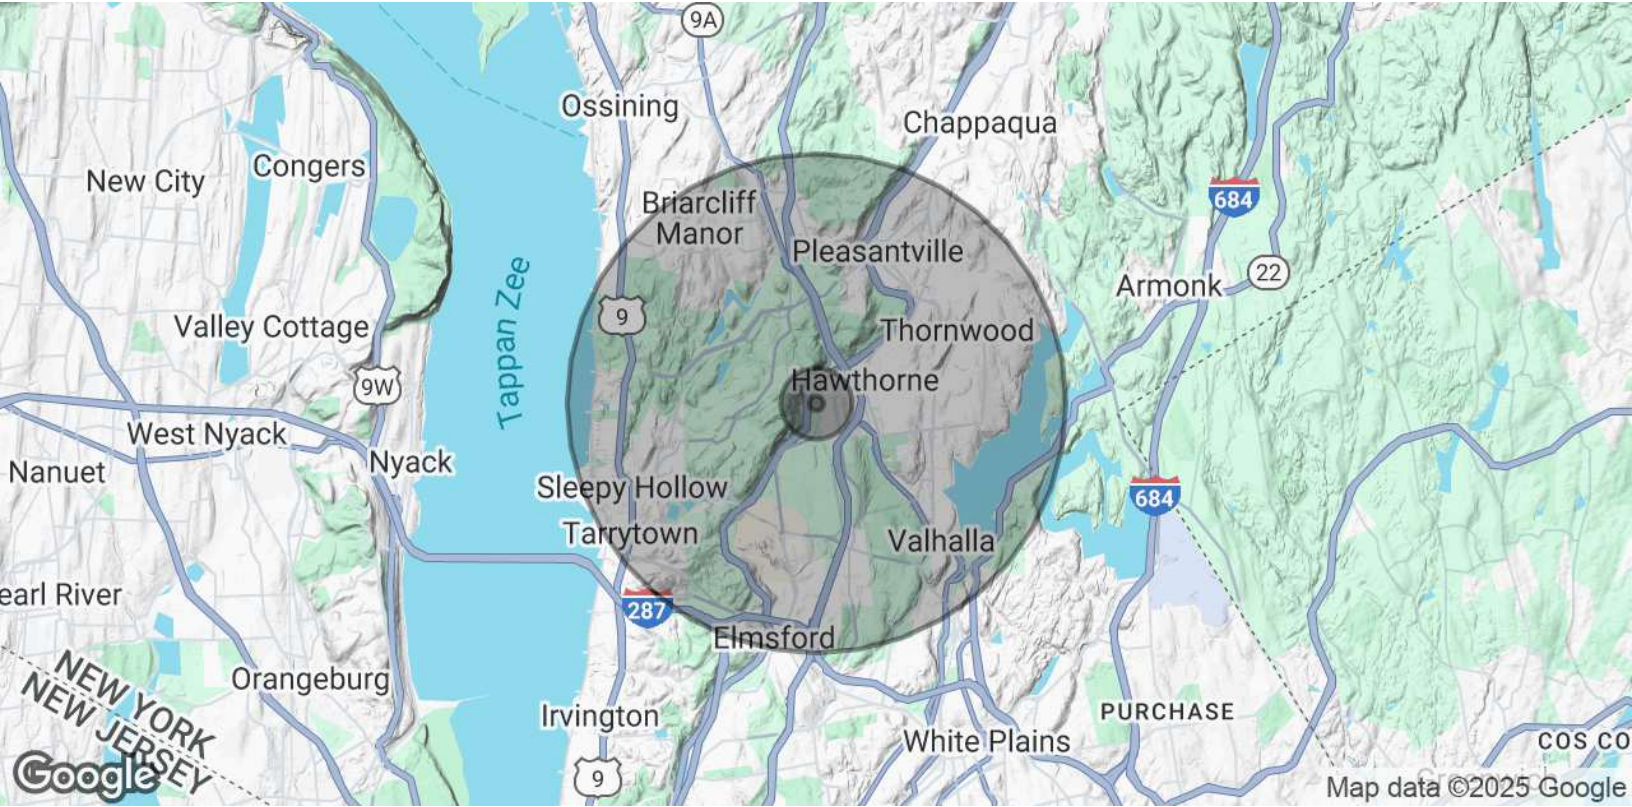 9A
Ossining
Chappaqua
Congers
New City
684
Briarcliff
Manor
Pleasantville
22
Armonk
Tappan Zee
9
Valley Cottage
Thornwood
9W
Hawthorne
West Nyack
Nyack
Nanuet
Sleepy Hollow
684
Tarrytown
Valhalla
earl River
287
Elmsford
Orangeburg
NEW YORK
NEW JERSEY
Irvington
PURCHASE
White Plains
COS CO
9
Google
Map data ©2025 Google